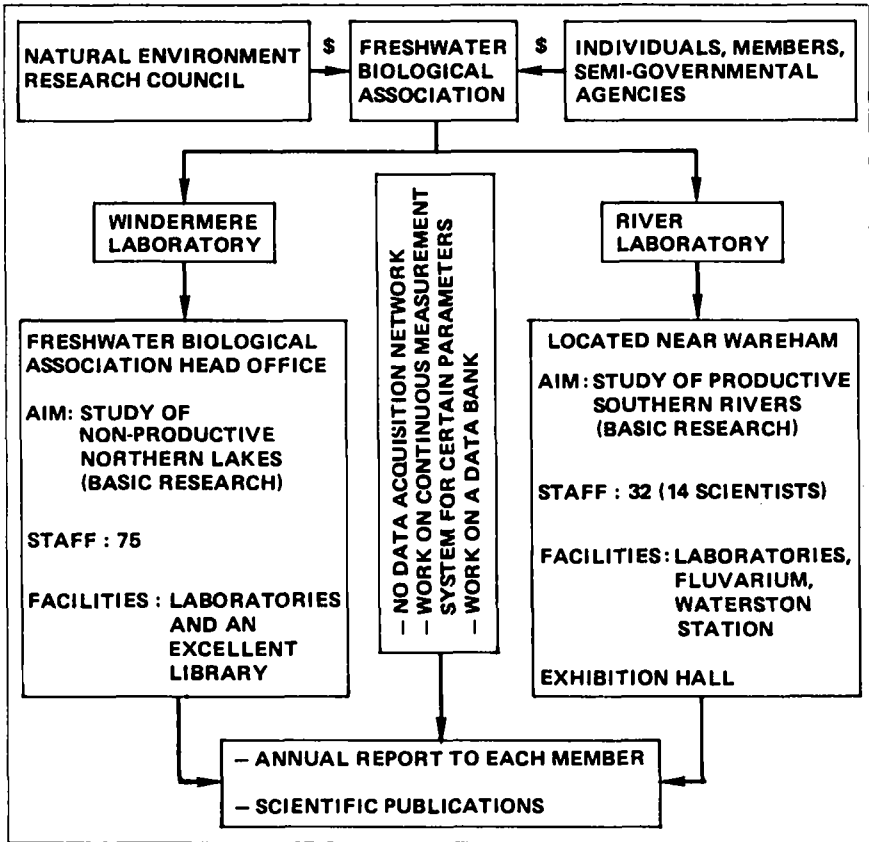 NATURAL ENVIRONMENT
RESEARCH COUNCIL
$
FRESHWATER
BIOLOGICAL
ASSOCIATION
$
INDIVIDUALS, MEMBERS,
SEMI-GOVERNMENTAL
AGENCIES
WINDERMERE
LABORATORY
RIVER
LABORATORY
FRESHWATER BIOLOGICAL
ASSOCIATION HEAD OFFICE
AIM: STUDY OF
NON-PRODUCTIVE
NORTHERN LAKES
(BASIC RESEARCH)
STAFF : 75
FACILITIES : LABORATORIES
AND AN
EXCELLENT
LIBRARY
– NO DATA ACQUISITION NETWORK
– WORK ON CONTINUOUS MEASUREMENT
SYSTEM FOR CERTAIN PARAMETERS
– WORK ON A DATA BANK
LOCATED NEAR WAREHAM
AIM: STUDY OF PRODUCTIVE
SOUTHERN RIVERS
(BASIC RESEARCH)
STAFF : 32 (14 SCIENTISTS)
FACILITIES: LABORATORIES,
FLUVARIUM,
WATERSTON
STATION
EXHIBITION HALL
– ANNUAL REPORT TO EACH MEMBER
– SCIENTIFIC PUBLICATIONS